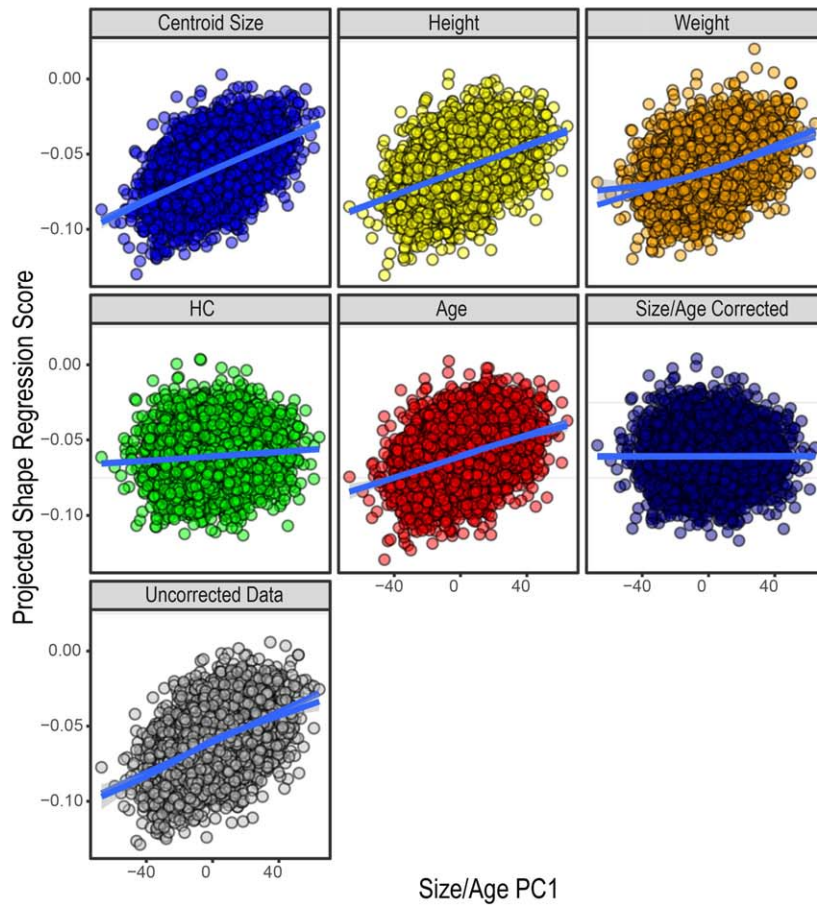 Centroid Size
Height
Weight
0.00
−0.05
−0.10
HC
Age
Size/Age Corrected
0.00
−0.05
−0.10
−40
0
40
−40
0
40
Uncorrected Data
0.00
−0.05
−0.10
−40
0
40
Projected Shape Regression Score
Size/Age PC1